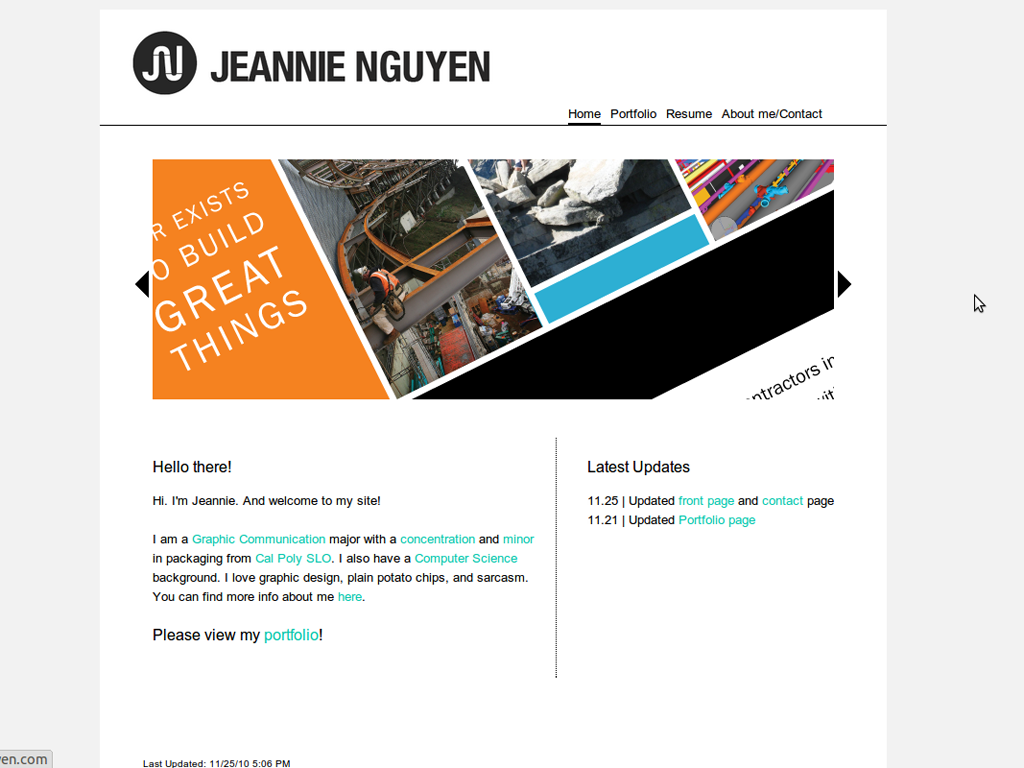 JN JEANNIE NGUYEN
Home Portfolio Resume About me/Contact
R EXISTS
O BUILD
GREAT
THINGS
ntractors in
Hello there!
Hi. I'm Jeannie. And welcome to my site!
I am a Graphic Communication major with a concentration and minor
in packaging from Cal Poly SLO. I also have a Computer Science
background. I love graphic design, plain potato chips, and sarcasm.
You can find more info about me here.
Please view my portfolio!
Latest Updates
11.25 | Updated front page and contact page
11.21 | Updated Portfolio page
Last Updated: 11/25/10 5:06 PM
yen.com